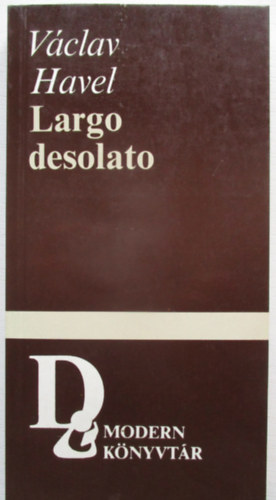 Václav
Havel
Largo
desolato
MODERN
KÖNYVTÁR